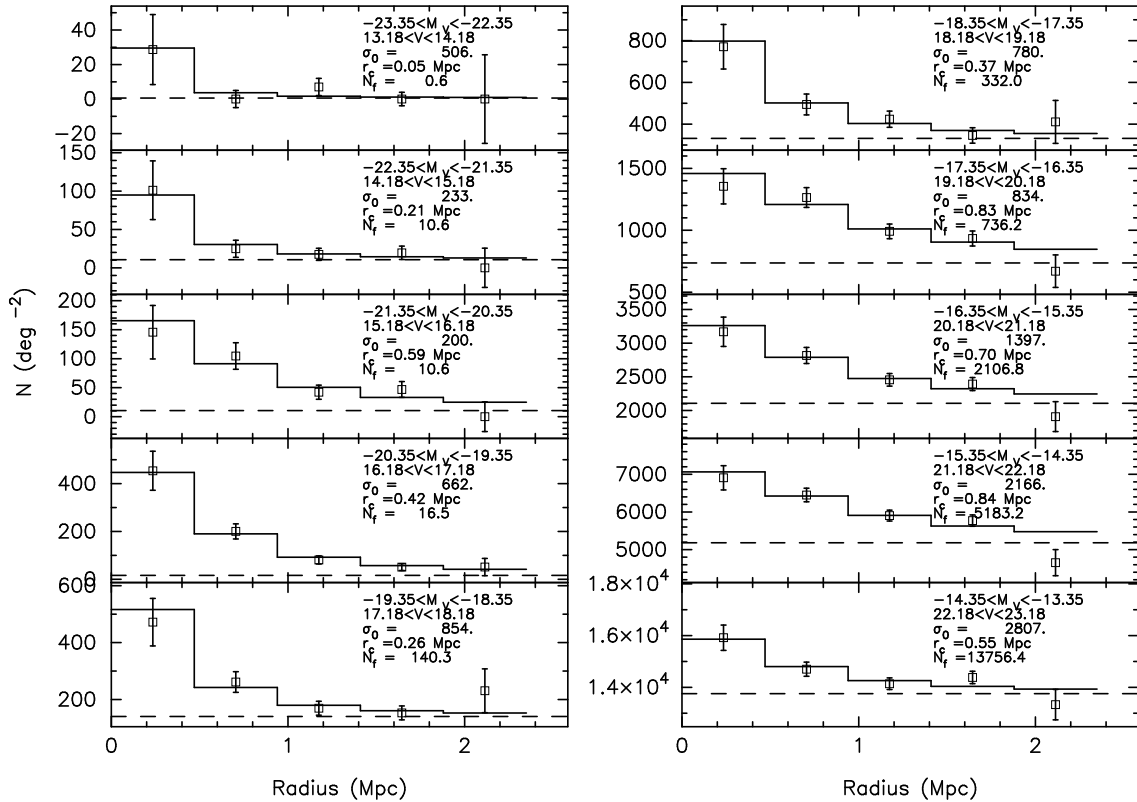 −23.35<M_v<−22.35
13.18<V<14.18
σ_0 = 506.
r_c =0.05 Mpc
N_f = 0.6
40
20
0
−20
−22.35<M_v<−21.35
14.18<V<15.18
σ_0 = 233.
r_c =0.21 Mpc
N_f = 10.6
150
100
50
0
−21.35<M_v<−20.35
15.18<V<16.18
σ_0 = 200.
r_c =0.59 Mpc
N_f = 10.6
200
150
100
50
0
−20.35<M_v<−19.35
16.18<V<17.18
σ_0 = 662.
r_c =0.42 Mpc
N_f = 16.5
400
200
0
−19.35<M_v<−18.35
17.18<V<18.18
σ_0 = 854.
r_c =0.26 Mpc
N_f = 140.3
600
400
200
N (deg⁻²)
0 1 2
Radius (Mpc)
−18.35<M_v<−17.35
18.18<V<19.18
σ_0 = 780.
r_c =0.37 Mpc
N_f = 332.0
800
600
400
−17.35<M_v<−16.35
19.18<V<20.18
σ_0 = 834.
r_c =0.83 Mpc
N_f = 736.2
1500
1000
500
−16.35<M_v<−15.35
20.18<V<21.18
σ_0 = 1397.
r_c =0.70 Mpc
N_f =2106.8
3500
3000
2500
2000
−15.35<M_v<−14.35
21.18<V<22.18
σ_0 = 2166.
r_c =0.84 Mpc
N_f =5183.2
7000
6000
5000
−14.35<M_v<−13.35
22.18<V<23.18
σ_0 = 2807.
r_c =0.55 Mpc
N_f =13756.4
1.8×10⁴
1.6×10⁴
1.4×10⁴
0 1 2
Radius (Mpc)